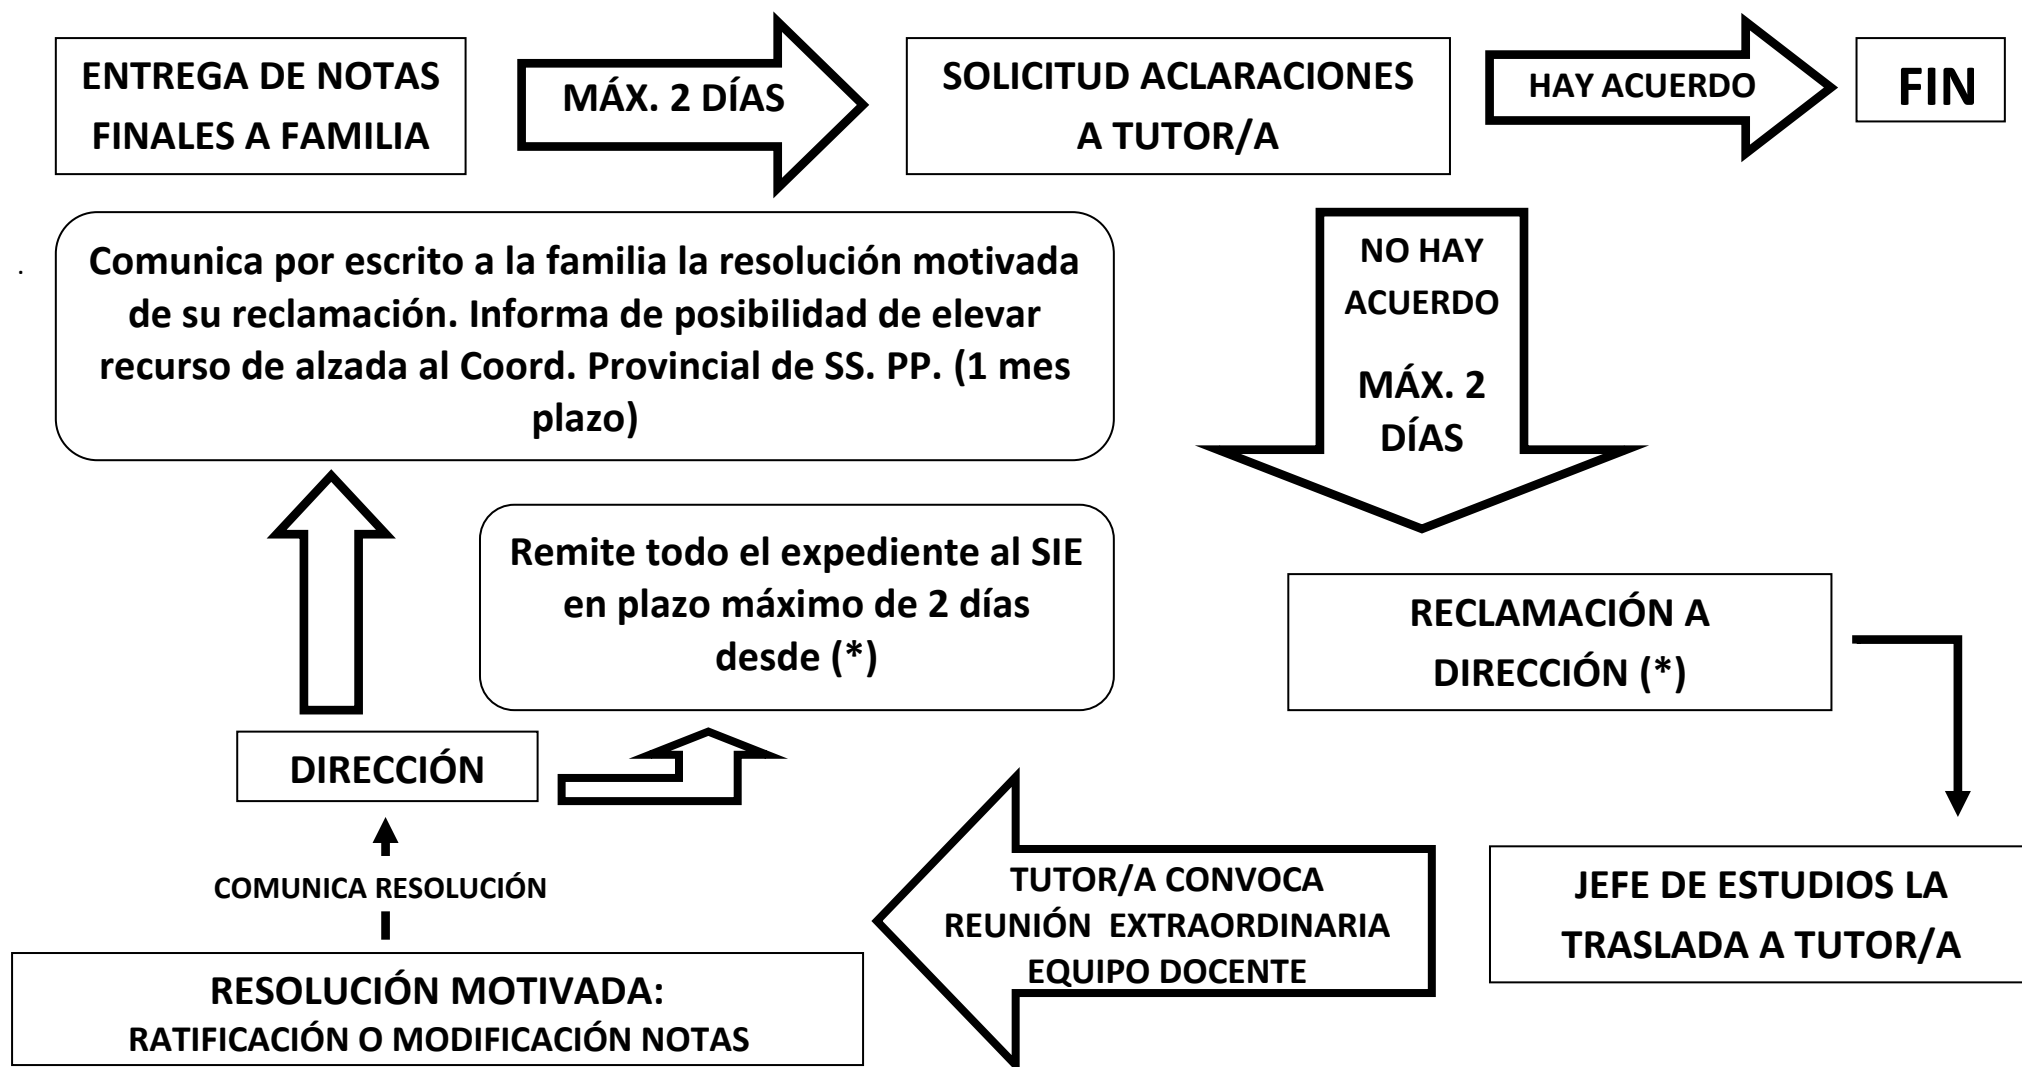 ENTREGA DE NOTAS
FINALES A FAMILIA
MÁX. 2 DÍAS
SOLICITUD ACLARACIONES
A TUTOR/A
HAY ACUERDO
FIN
NO HAY
ACUERDO
MÁX. 2
DÍAS
RECLAMACIÓN A
DIRECCIÓN (*)
JEFE DE ESTUDIOS LA
TRASLADA A TUTOR/A
TUTOR/A CONVOCA
REUNIÓN  EXTRAORDINARIA
EQUIPO DOCENTE
RESOLUCIÓN MOTIVADA:
RATIFICACIÓN O MODIFICACIÓN NOTAS
COMUNICA RESOLUCIÓN
DIRECCIÓN
Remite todo el expediente al SIE
en plazo máximo de 2 días
desde (*)
Comunica por escrito a la familia la resolución motivada
de su reclamación. Informa de posibilidad de elevar
recurso de alzada al Coord. Provincial de SS. PP. (1 mes
plazo)
.